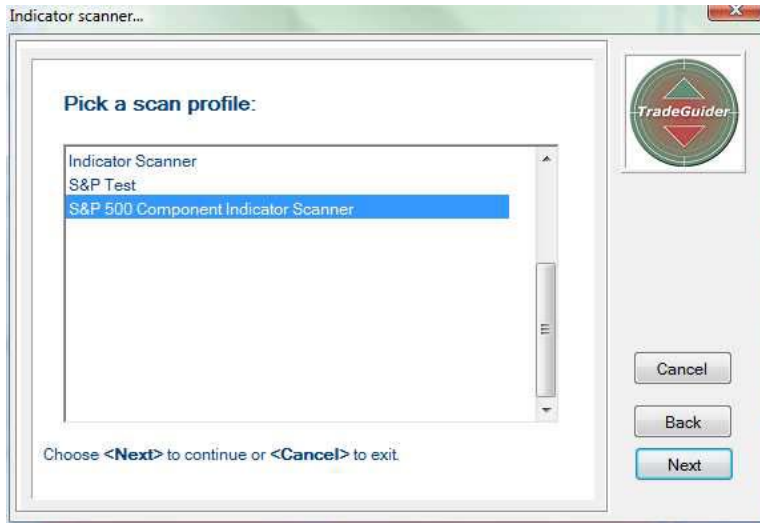 Indicator scanner...
Pick a scan profile:
TradeGuider
Indicator Scanner
S&P Test
S&P 500 Component Indicator Scanner
Cancel
Back
Choose <Next> to continue or <Cancel> to exit.
Next